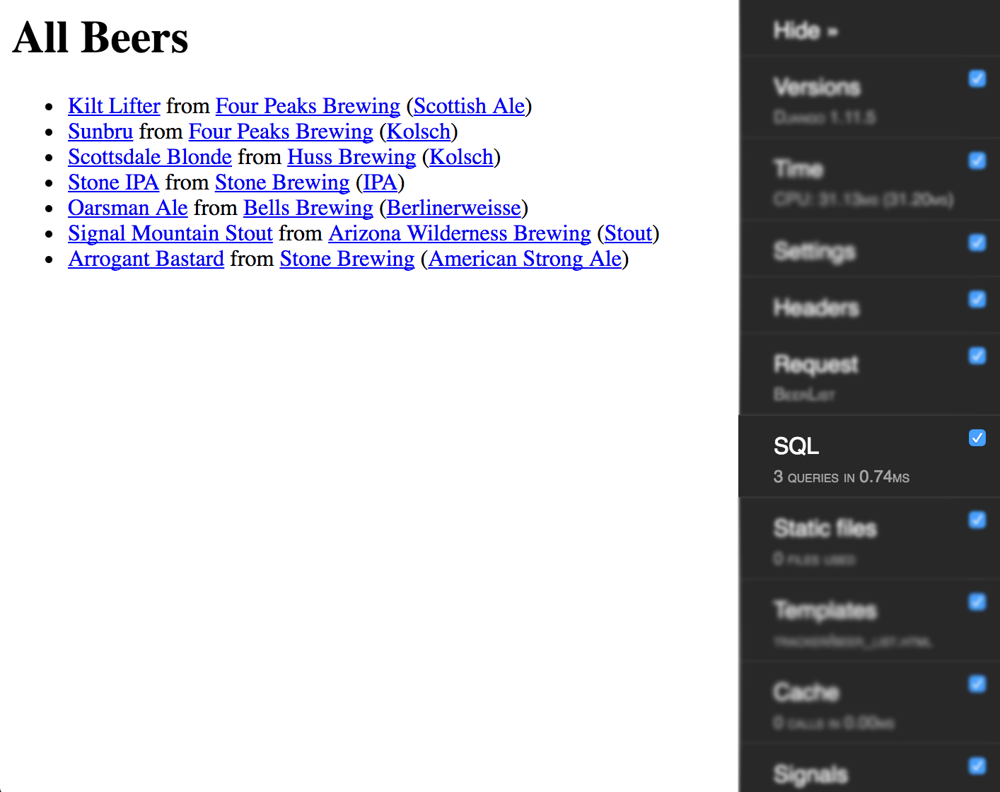 All Beers
Kilt Lifter from Four Peaks Brewing (Scottish Ale)
Sunbru from Four Peaks Brewing (Kolsch)
Scottsdale Blonde from Huss Brewing (Kolsch)
Stone IPA from Stone Brewing (IPA)
Oarsman Ale from Bells Brewing (Berlinerweisse)
Signal Mountain Stout from Arizona Wilderness Brewing (Stout)
Arrogant Bastard from Stone Brewing (American Strong Ale)
Hide »
Versions
Django 1.11.5
Time
CPU: 31.13ms (31.20ms)
Settings
Headers
Request
BeerList
SQL
3 queries in 0.74ms
Static files
0 files used
Templates
tracker/beer_list.html
Cache
0 calls in 0.00ms
Signals